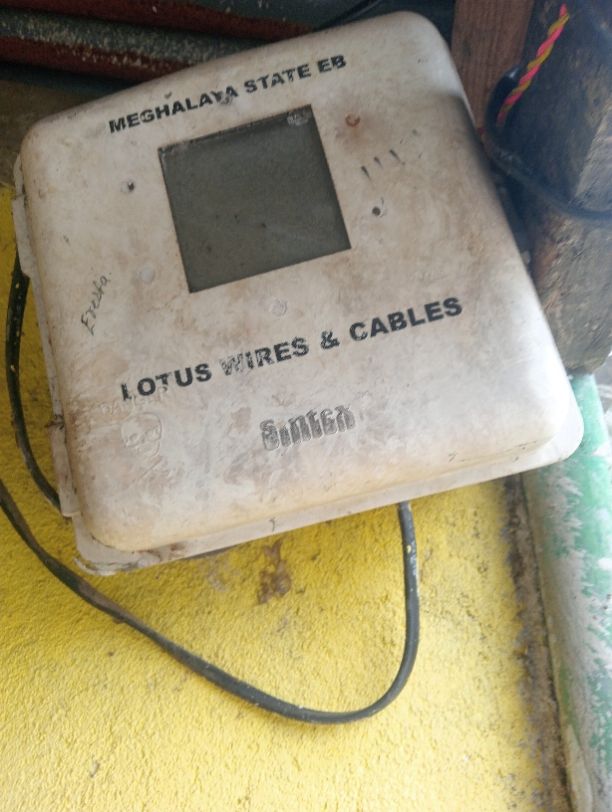 MEGHALAYA STATE EB
LOTUS WIRES & CABLES
Sintex